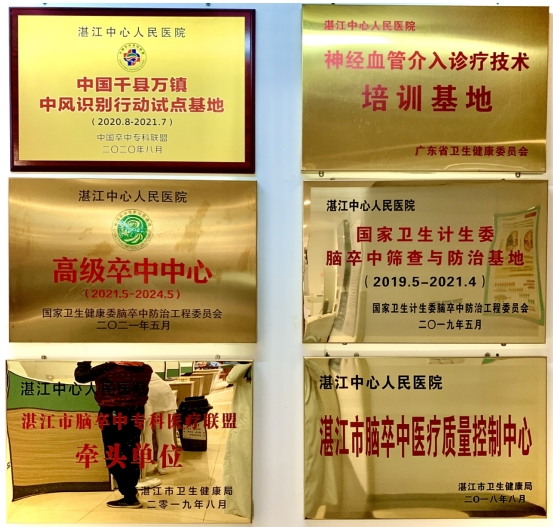 湛江中心人民医院
中国千县万镇
中风识别行动试点基地
(2020.8-2021.7)
中国卒中专科联盟
二〇二〇年八月
湛江中心人民医院
神经血管介入诊疗技术
培训基地
广东省卫生健康委员会
湛江中心人民医院
高级卒中中心
(2021.5-2024.5)
国家卫生健康委脑卒中防治工程委员会
二〇二一年五月
湛江中心人民医院
国家卫生计生委
脑卒中筛查与防治基地
(2019.5-2021.4)
国家卫生计生委脑卒中防治工程委员会
二〇一九年五月
湛江中心人民医院
湛江市脑卒中专科医疗联盟
牵头单位
湛江市卫生健康局
二零一九年八月
湛江中心人民医院
湛江市脑卒中医疗质量控制中心
湛江市卫生健康局
二〇一八年八月